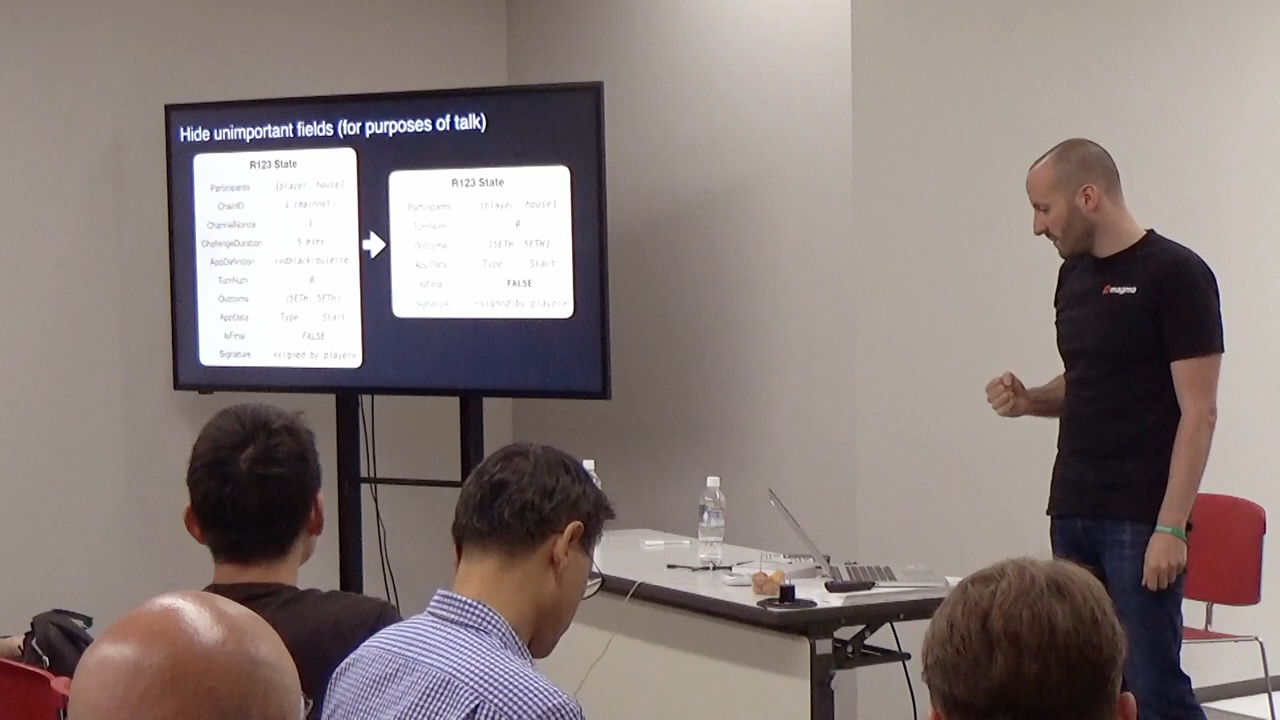 Hide unimportant fields (for purposes of talk)
R123 State
Participants [player, house]
ChainID 1 (mainnet)
ChannelNonce 1
ChallengeDuration 5 mins
AppDefinition redblackroulette
TurnNum 0
Outcome [5ETH, 5ETH]
AppData Type Start
IsFinal FALSE
Signature <signed by player>
R123 State
Participants [player, house]
TurnNum 0
Outcome [5ETH, 5ETH]
AppData Type Start
IsFinal FALSE
Signature <signed by player>
magmo